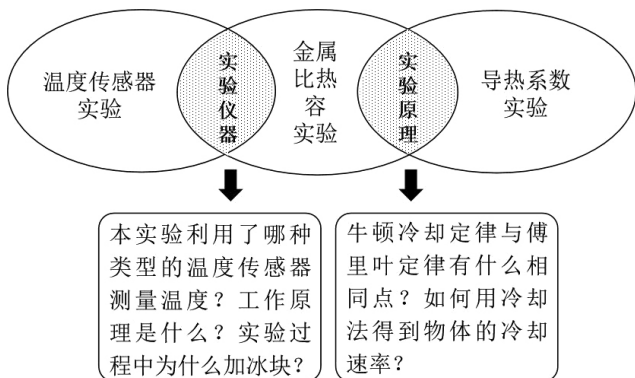 温度传感器
实验
实验仪器
金属
比热
容
实验
实验原理
导热系数
实验
本实验利用了哪种
类型的温度传感器
测量温度？工作原
理是什么？实验过
程中为什么加冰块？
牛顿冷却定律与傅
里叶定律有什么相
同点？如何用冷却
法得到物体的冷却
速率？